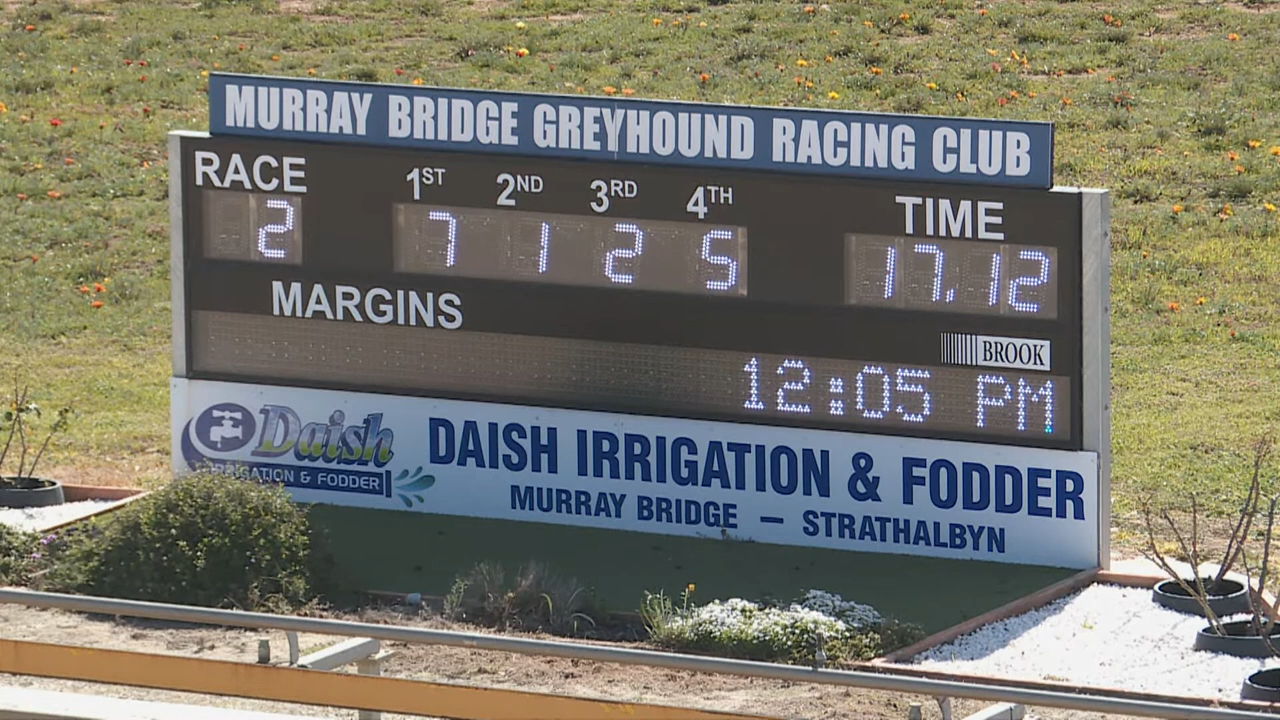 MURRAY BRIDGE GREYHOUND RACING CLUB
RACE 1ST 2ND 3RD 4TH TIME
2 7 1 2 5 17.12
MARGINS
BROOK
12:05 PM
Daish
IRRIGATION & FODDER
DAISH IRRIGATION & FODDER
MURRAY BRIDGE – STRATHALBYN